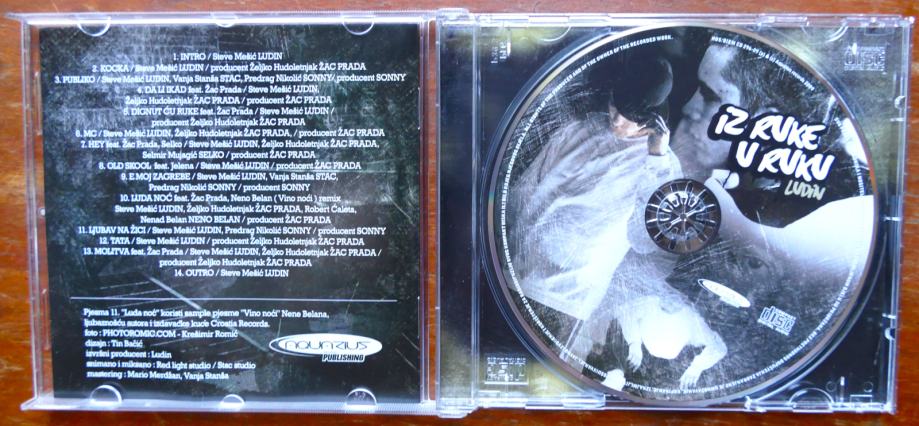 1. INTRO / Steve Mešić LUDIN
2. KOCKA / Steve Mešić LUDIN / producent Željko Hudoletnjak ŽAC PRADA
3. PUBLIKO / Steve Mešić LUDIN, Vanja Stanša STAC, Predrag Nikolić SONNY/ producent SONNY
4. DA LI IKAD feat. Žac Prada / Steve Mešić LUDIN,
Željko Hudoletnjak ŽAC PRADA / producent ŽAC PRADA
5. DIGNUT ĆU RUKE feat. Žac Prada / Steve Mešić LUDIN /
producent Željko Hudoletnjak ŽAC PRADA
6. MC / Steve Mešić LUDIN, Željko Hudoletnjak ŽAC PRADA, / producent ŽAC PRADA
7. HEY feat. Žac Prada, Selko / Steve Mešić LUDIN, Željko Hudoletnjak ŽAC PRADA,
Selmir Mujagić SELKO / producent ŽAC PRADA
8. OLD SKOOL feat. Jelena / Steve Mešić LUDIN / producent ŽAC PRADA
9. E MOJ ZAGREBE / Steve Mešić LUDIN, Vanja Stanša STAC,
Predrag Nikolić SONNY / producent SONNY
10. LUDA NOĆ feat. Žac Prada, Neno Belan ( Vino noći ) remix
Steve Mešić LUDIN, Željko Hudoletnjak ŽAC PRADA, Robert Čaleta,
Nenad Belan NENO BELAN / producent ŽAC PRADA
11. LJUBAV NA ŽICI / Steve Mešić LUDIN, Predrag Nikolić SONNY / producent SONNY
12. TATA / Steve Mešić LUDIN / producent Željko Hudoletnjak ŽAC PRADA
13. MOLITVA feat. Žac Prada / Steve Mešić LUDIN, Željko Hudoletnjak ŽAC PRADA /
producent Željko Hudoletnjak ŽAC PRADA
14. OUTRO / Steve Mešić LUDIN
Pjesma 11. "Luda noć" koristi sample pjesme "Vino noći" Nene Belana,
ljubaznošću autora i izdavačke kuće Croatia Records.
foto : PHOTOROMIC.COM - Krešimir Romić
dizajn : Tin Bačić
izvršni producent : Ludin
snimano i miksano : Red light studio / Stac studio
mastering : Mario Merdžan, Vanja Stanša
AQUARIUS
PUBLISHING
IZ RUKE
U RUKU
LUDIN
COMPACT
disc
DIGITAL AUDIO